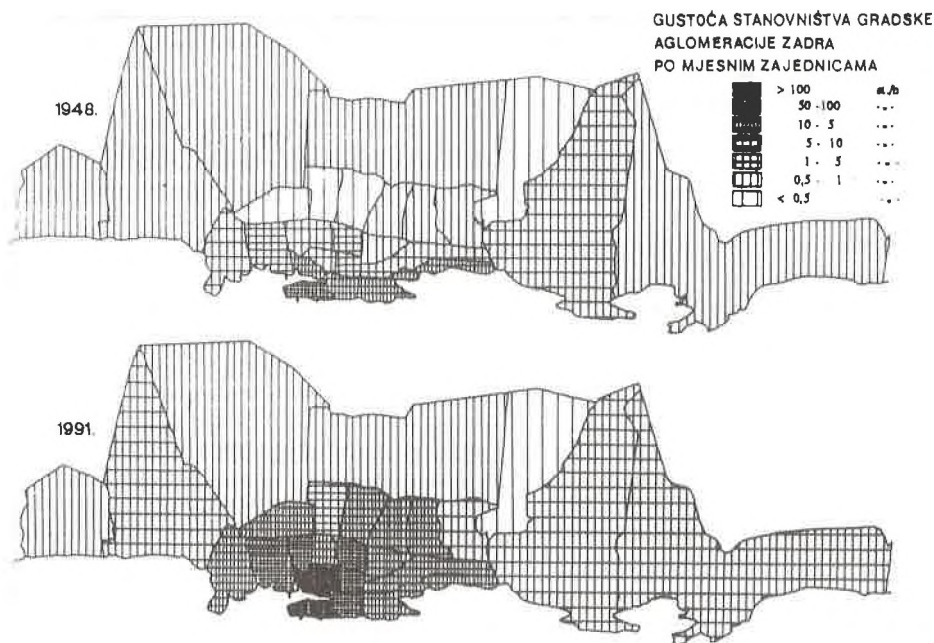 GUSTOĆA STANOVNIŠTVA GRADSKE
AGLOMERACIJE ZADRA
PO MJESNIM ZAJEDNICAMA
> 100 st./h
50 - 100 -"-
10 - 5 -"-
5 - 10 -"-
1 - 5 -"-
0,5 - 1 -"-
< 0,5 -"-
1948.
1991.